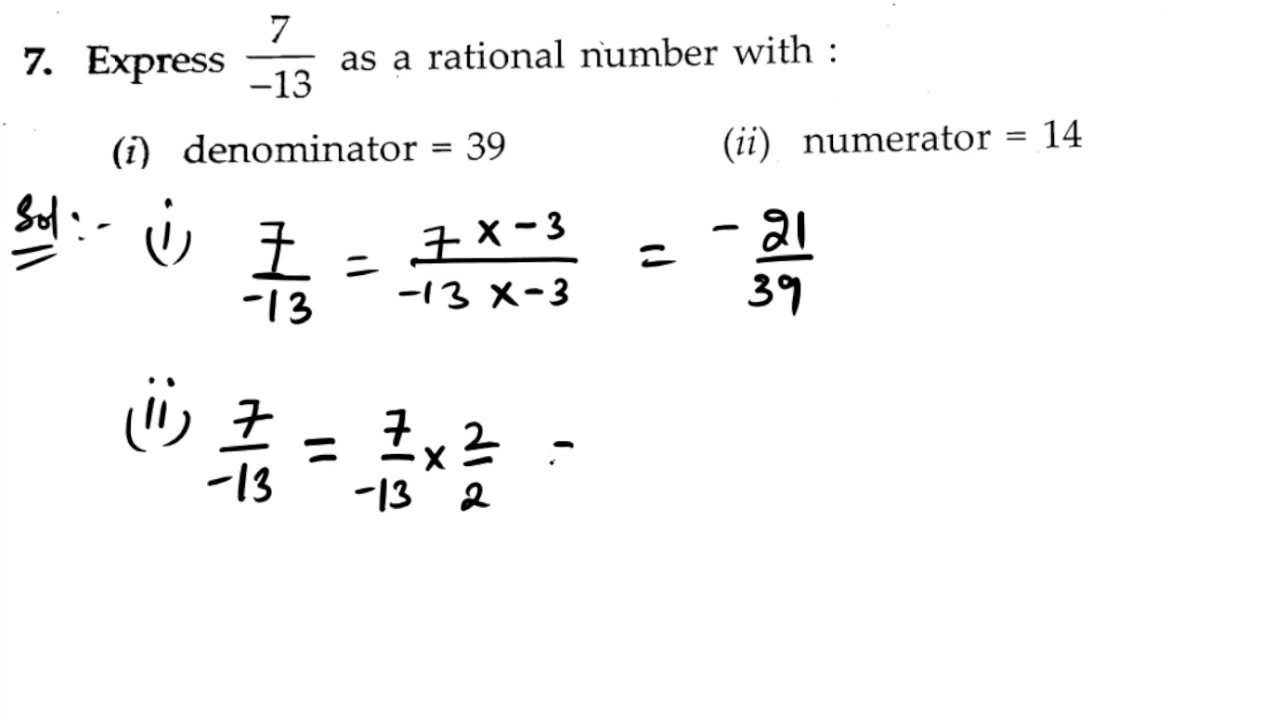 7. Express 7/-13 as a rational number with :
(i) denominator = 39 (ii) numerator = 14
Sol:- (i) 7/-13 = 7 x -3/-13 x -3 = -21/39
(ii) 7/-13 = 7/-13 x 2/2 =